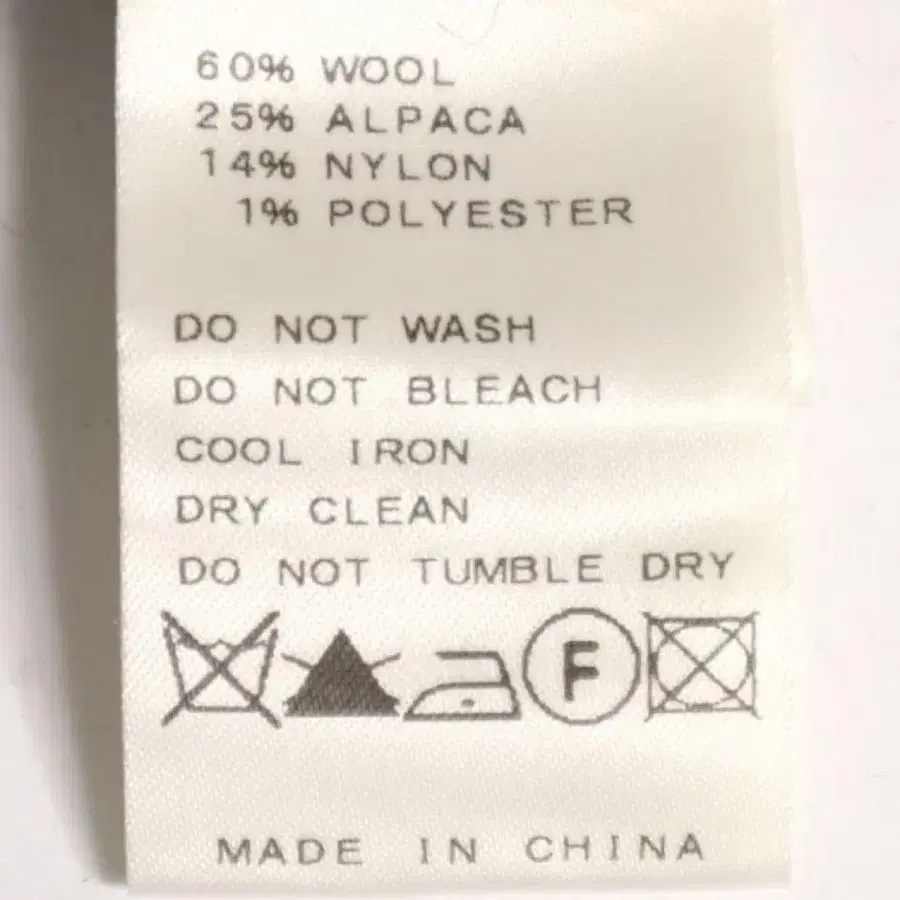 60% WOOL
25% ALPACA
14% NYLON
1% POLYESTER
DO NOT WASH
DO NOT BLEACH
COOL IRON
DRY CLEAN
DO NOT TUMBLE DRY
F
MADE IN CHINA